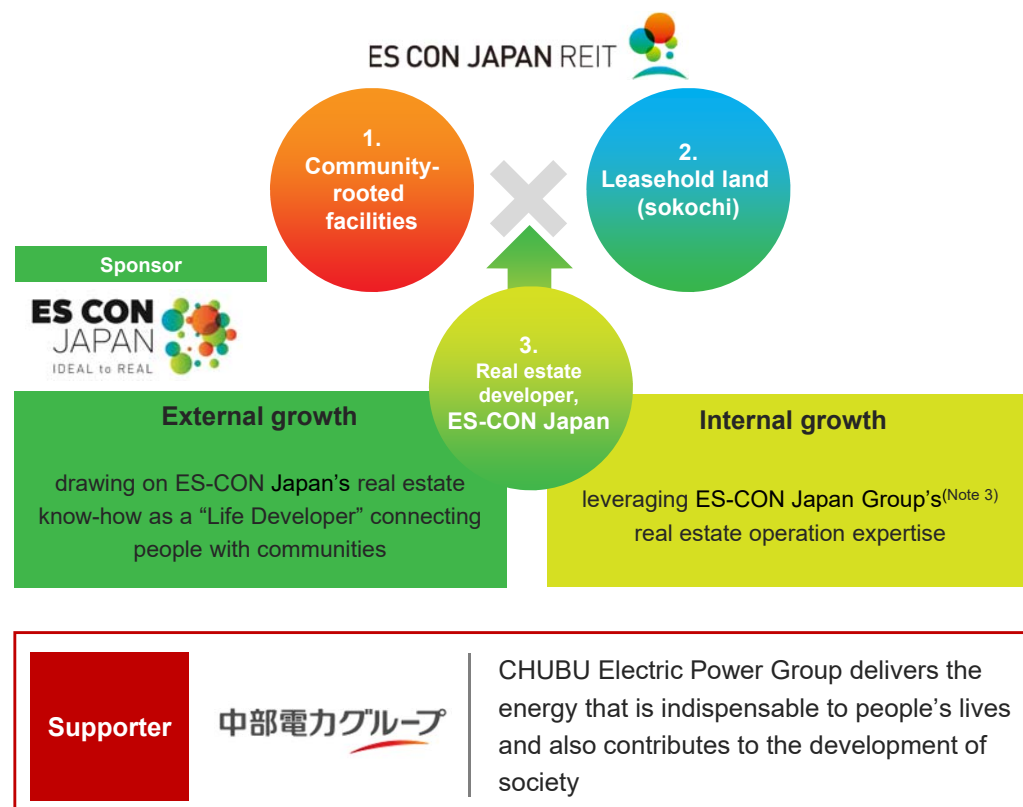 ES CON JAPAN REIT
1.
Community-
rooted
facilities
2.
Leasehold land
(sokochi)
Sponsor
ES CON
JAPAN
IDEAL to REAL
3.
Real estate
developer,
ES-CON Japan
External growth
drawing on ES-CON Japan’s real estate
know-how as a “Life Developer” connecting
people with communities
Internal growth
leveraging ES-CON Japan Group’s(Note 3)
real estate operation expertise
Supporter
中部電力グループ
CHUBU Electric Power Group delivers the
energy that is indispensable to people’s lives
and also contributes to the development of
society